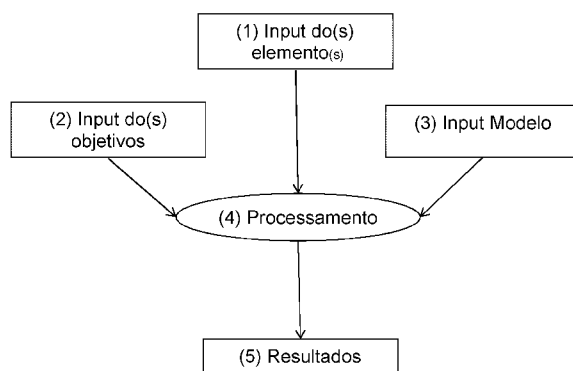 (1) Input do(s)
elemento(s)
(2) Input do(s)
objetivos
(3) Input Modelo
(4) Processamento
(5) Resultados